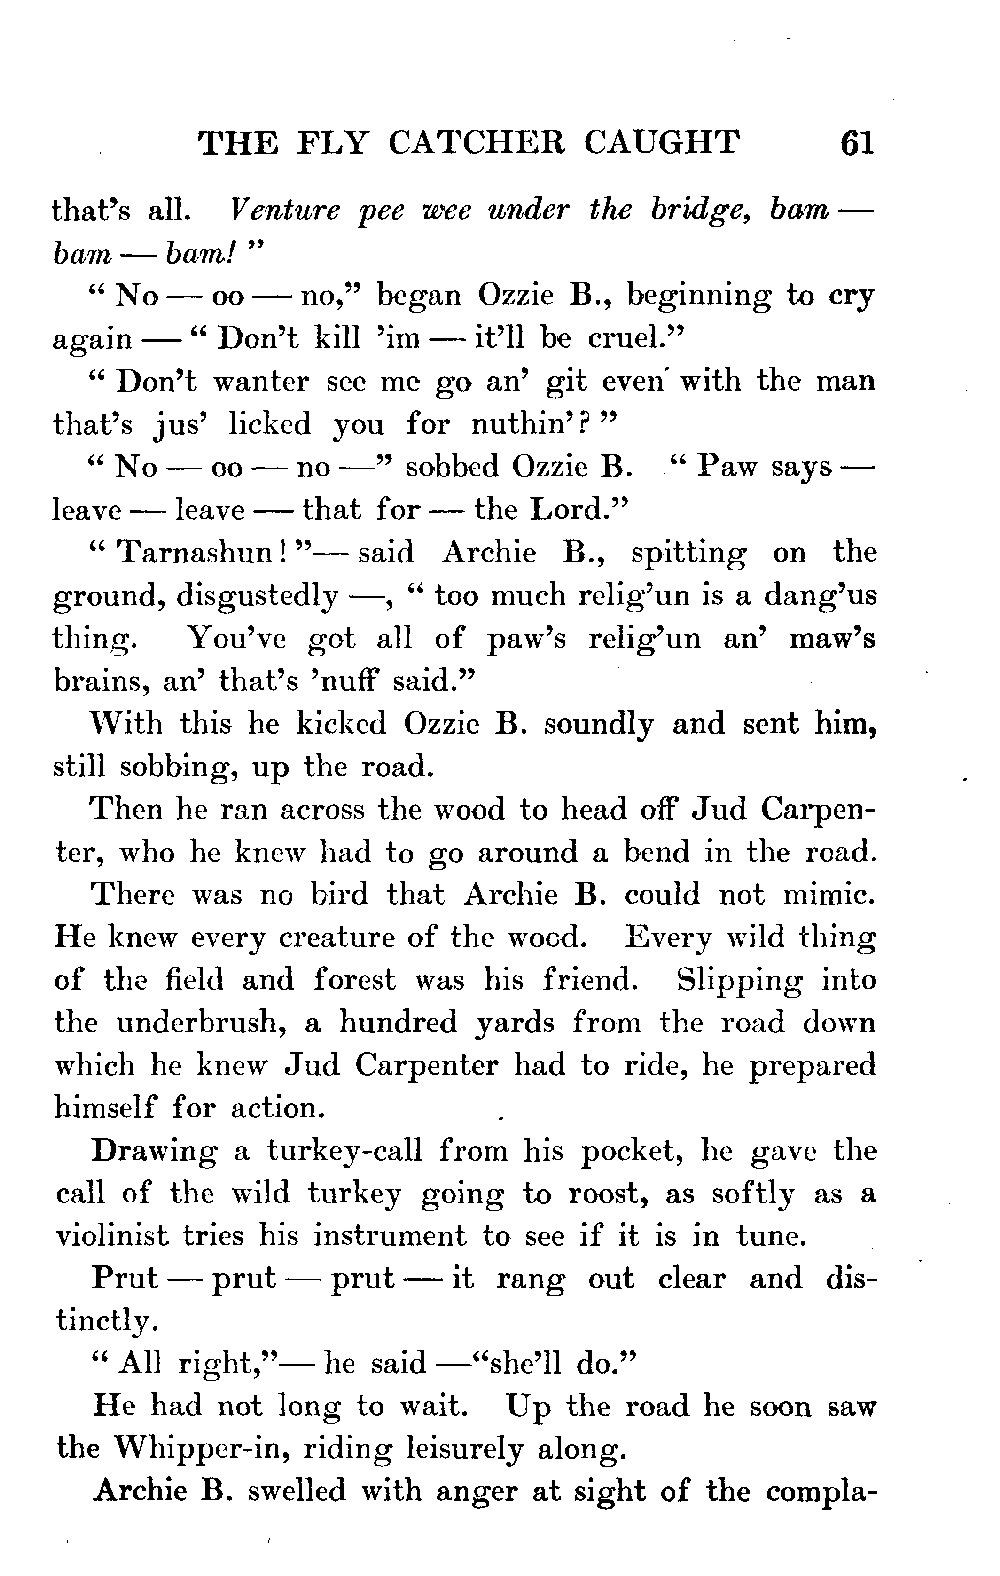 THE FLY CATCHER CAUGHT 61
that's all. Venture pee wee under the bridge, bam —
bam — bam! "
" No — oo — no," began Ozzie B., beginning to cry
again — " Don't kill 'im — it'll be cruel."
" Don't wanter see me go an' git even with the man
that's jus' licked you for nuthin'? "
" No — oo — no —" sobbed Ozzie B. " Paw says —
leave — leave — that for — the Lord."
" Tarnashun! "— said Archie B., spitting on the
ground, disgustedly —, " too much relig'un is a dang'us
thing. You've got all of paw's relig'un an' maw's
brains, an' that's 'nuff said."
With this he kicked Ozzie B. soundly and sent him,
still sobbing, up the road.
Then he ran across the wood to head off Jud Carpen-
ter, who he knew had to go around a bend in the road.
There was no bird that Archie B. could not mimic.
He knew every creature of the wood. Every wild thing
of the field and forest was his friend. Slipping into
the underbrush, a hundred yards from the road down
which he knew Jud Carpenter had to ride, he prepared
himself for action.
Drawing a turkey-call from his pocket, he gave the
call of the wild turkey going to roost, as softly as a
violinist tries his instrument to see if it is in tune.
Prut — prut — prut — it rang out clear and dis-
tinctly.
" All right,"— he said —"she'll do."
He had not long to wait. Up the road he soon saw
the Whipper-in, riding leisurely along.
Archie B. swelled with anger at sight of the compla-